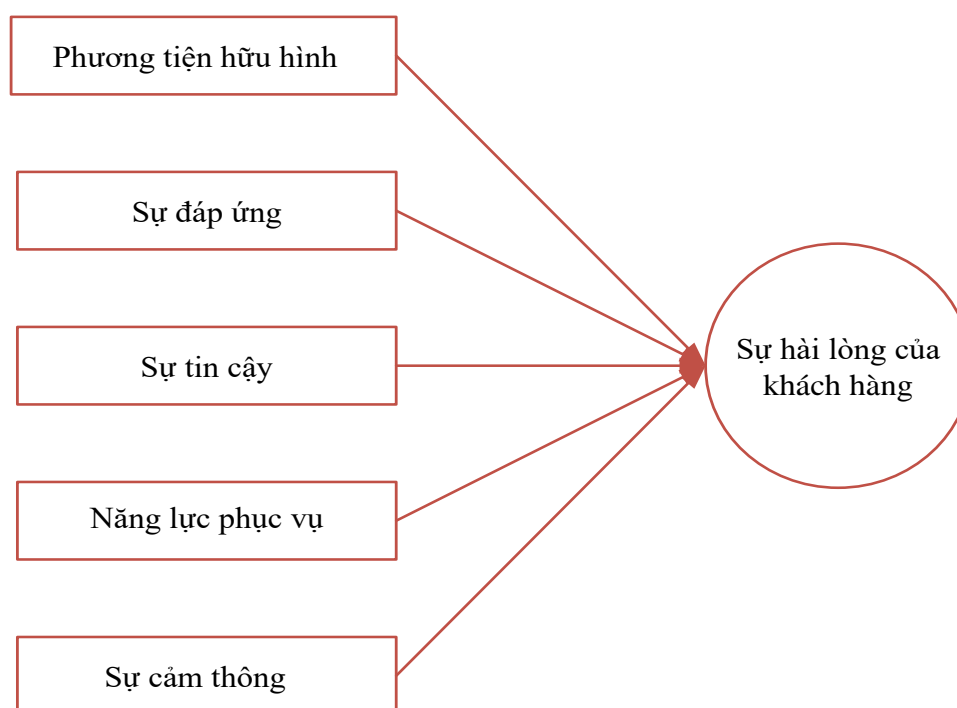 Phương tiện hữu hình
Sự đáp ứng
Sự tin cậy
Năng lực phục vụ
Sự cảm thông
Sự hài lòng của
khách hàng